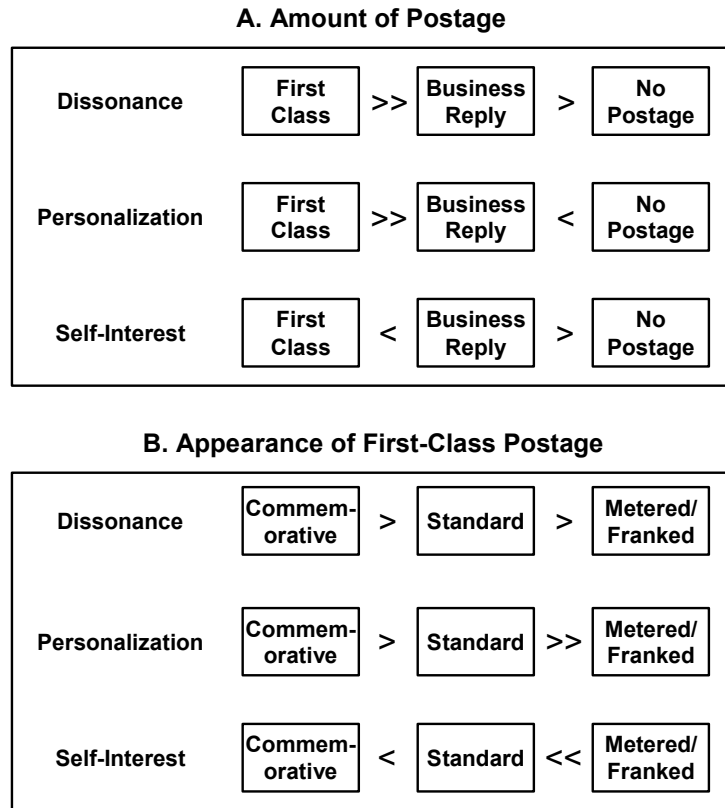 A. Amount of Postage
Dissonance
First
Class
>>
Business
Reply
>
No
Postage
Personalization
First
Class
>>
Business
Reply
<
No
Postage
Self-Interest
First
Class
<
Business
Reply
>
No
Postage
B. Appearance of First-Class Postage
Dissonance
Commem-
orative
>
Standard
>
Metered/
Franked
Personalization
Commem-
orative
>
Standard
>>
Metered/
Franked
Self-Interest
Commem-
orative
<
Standard
<<
Metered/
Franked